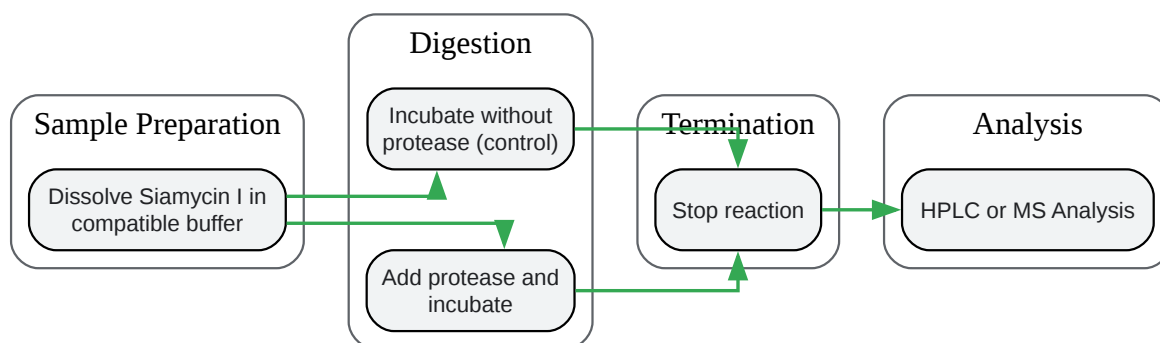 Sample Preparation
Dissolve Siamycin I in
compatible buffer
Digestion
Incubate without
protease (control)
Add protease and
incubate
Termination
Stop reaction
Analysis
HPLC or MS Analysis